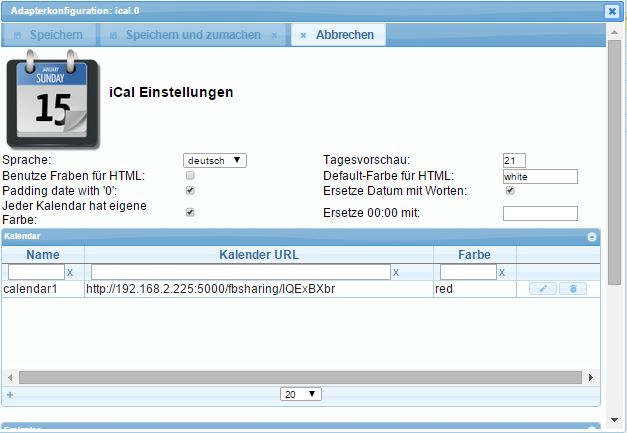 Adapterkonfiguration: ical.0
Speichern Speichern und zumachen Abbrechen
JANUARY
SUNDAY
15
iCal Einstellungen
Sprache: deutsch Tagesvorschau: 21
Benutze Fraben für HTML: Default-Farbe für HTML: white
Padding date with '0': Ersetze Datum mit Worten:
Jeder Kalendar hat eigene
Farbe: Ersetze 00:00 mit:
Kalendar
Name Kalender URL Farbe
x x x
calendar1 http://192.168.2.225:5000/fbsharing/IQExBXbr red
+ 20